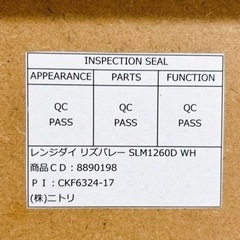 INSPECTION SEAL
APPEARANCE PARTS FUNCTION
QC QC QC
PASS PASS PASS
レンジダイ リズバレー SLM1260D WH
商品CD:8890198
PI:CKF6324-17
(株)ニトリ